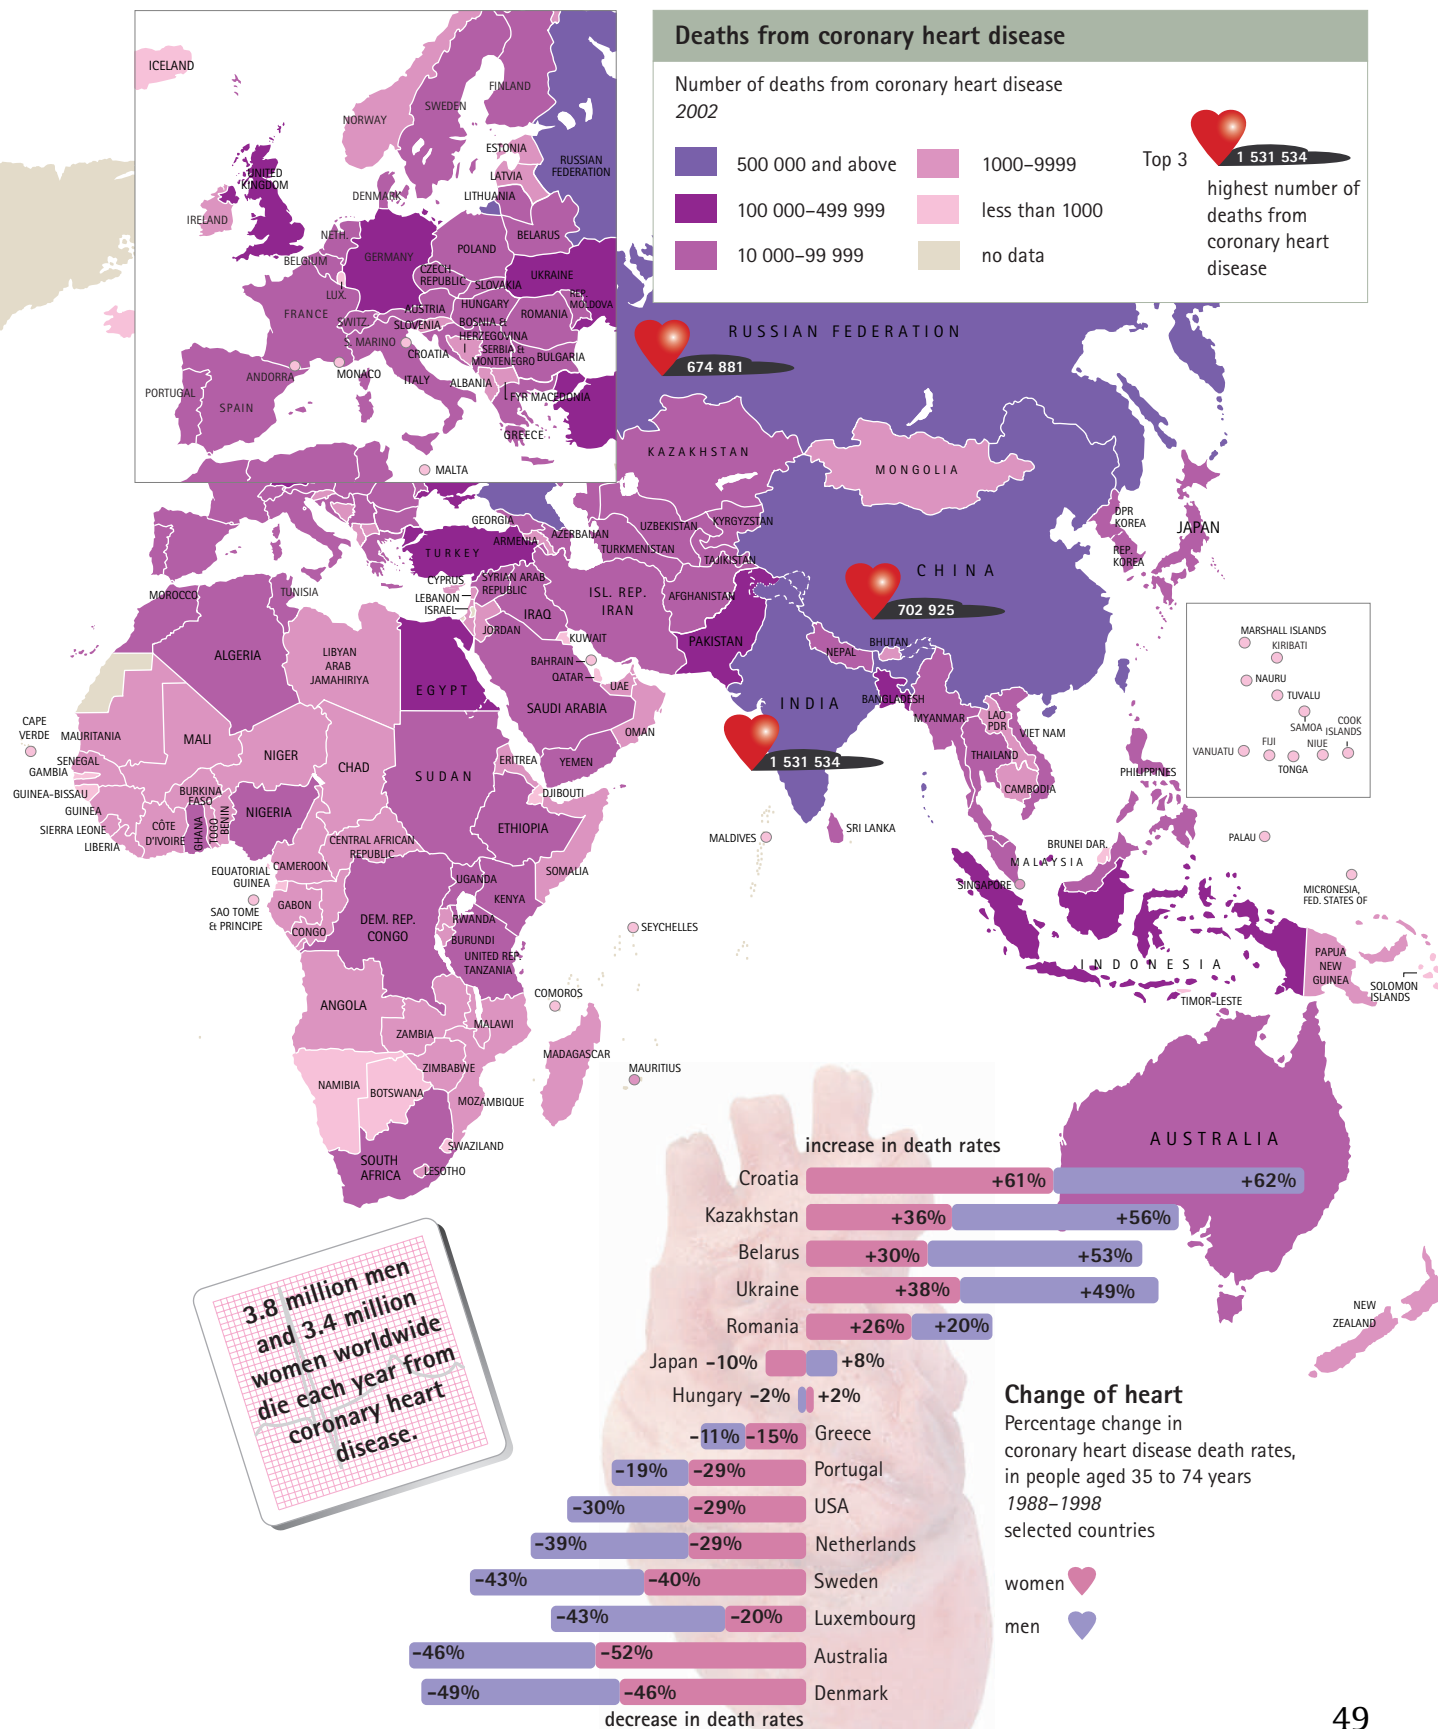 Deaths from coronary heart disease
Number of deaths from coronary heart disease
2002
500 000 and above
100 000–499 999
10 000–99 999
1000–9999
less than 1000
no data
Top 3
1 531 534
highest number of
deaths from
coronary heart
disease
ICELAND
FINLAND
SWEDEN
NORWAY
ESTONIA
RUSSIAN
FEDERATION
LATVIA
UNITED
KINGDOM
DENMARK
LITHUANIA
IRELAND
NETH.
BELARUS
POLAND
BELGIUM
GERMANY
CZECH
REPUBLIC
UKRAINE
SLOVAKIA
LUX.
REP.
MOLDOVA
AUSTRIA
HUNGARY
FRANCE
SWITZ.
SLOVENIA
BOSNIA &
HERZEGOVINA
ROMANIA
S. MARINO
CROATIA
SERBIA &
MONTENEGRO
BULGARIA
ANDORRA
MONACO
ITALY
ALBANIA
PORTUGAL
SPAIN
FYR MACEDONIA
GREECE
MALTA
RUSSIAN FEDERATION
674 881
KAZAKHSTAN
MONGOLIA
GEORGIA
ARMENIA
AZERBAIJAN
UZBEKISTAN
KYRGYZSTAN
TURKMENISTAN
TAJIKISTAN
DPR
KOREA
JAPAN
REP.
KOREA
TURKEY
CHINA
702 925
CYPRUS
SYRIAN ARAB
REPUBLIC
LEBANON
ISRAEL
IRAQ
ISL. REP.
IRAN
AFGHANISTAN
MOROCCO
TUNISIA
JORDAN
KUWAIT
PAKISTAN
NEPAL
BHUTAN
ALGERIA
LIBYAN
ARAB
JAMAHIRIYA
EGYPT
BAHRAIN
QATAR
UAE
SAUDI ARABIA
OMAN
INDIA
1 531 534
BANGLADESH
MYANMAR
LAO
PDR
VIET NAM
THAILAND
CAMBODIA
PHILIPPINES
MARSHALL ISLANDS
KIRIBATI
NAURU
TUVALU
SAMOA
COOK
ISLANDS
VANUATU
FIJI
NIUE
TONGA
CAPE
VERDE
MAURITANIA
MALI
NIGER
CHAD
SUDAN
ERITREA
YEMEN
SENEGAL
GAMBIA
GUINEA-BISSAU
GUINEA
SIERRA LEONE
LIBERIA
BURKINA
FASO
CÔTE
D'IVOIRE
GHANA
TOGO
BENIN
NIGERIA
DJIBOUTI
ETHIOPIA
CENTRAL AFRICAN
REPUBLIC
CAMEROON
EQUATORIAL
GUINEA
SOMALIA
UGANDA
KENYA
SAO TOME
& PRINCIPE
GABON
CONGO
DEM. REP.
CONGO
RWANDA
BURUNDI
UNITED REP.
TANZANIA
SEYCHELLES
MALDIVES
SRI LANKA
BRUNEI DAR.
MALAYSIA
SINGAPORE
PALAU
MICRONESIA,
FED. STATES OF
INDONESIA
PAPUA
NEW
GUINEA
SOLOMON
ISLANDS
TIMOR-LESTE
ANGOLA
COMOROS
ZAMBIA
MALAWI
MADAGASCAR
MAURITIUS
ZIMBABWE
NAMIBIA
BOTSWANA
MOZAMBIQUE
SWAZILAND
SOUTH
AFRICA
LESOTHO
AUSTRALIA
NEW
ZEALAND
3.8 million men
and 3.4 million
women worldwide
die each year from
coronary heart
disease.
increase in death rates
Croatia +61% +62%
Kazakhstan +36% +56%
Belarus +30% +53%
Ukraine +38% +49%
Romania +26% +20%
Japan –10% +8%
Hungary –2% +2%
–11% –15% Greece
–19% –29% Portugal
–30% –29% USA
–39% –29% Netherlands
–43% –40% Sweden
–43% –20% Luxembourg
–46% –52% Australia
–49% –46% Denmark
decrease in death rates
Change of heart
Percentage change in
coronary heart disease death rates,
in people aged 35 to 74 years
1988–1998
selected countries
women
men
49